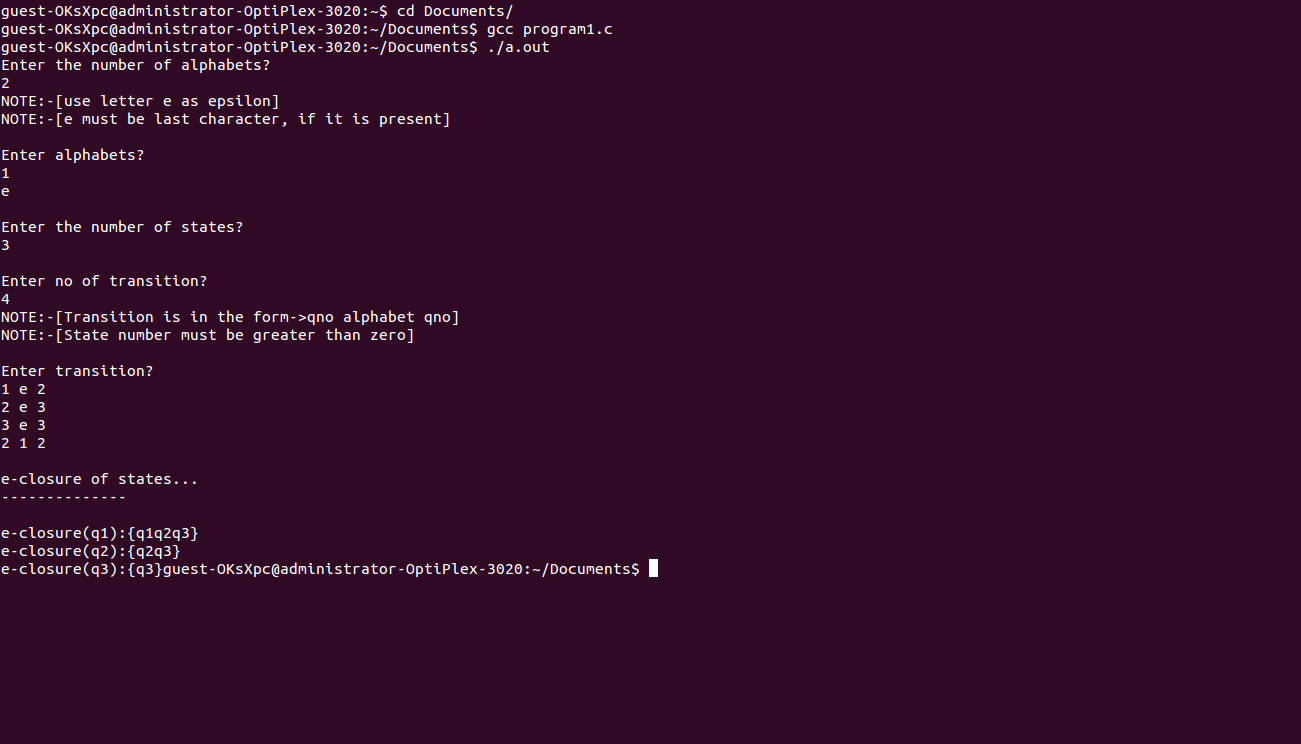 guest-OKsXpc@administrator-OptiPlex-3020:~$ cd Documents/
guest-OKsXpc@administrator-OptiPlex-3020:~/Documents$ gcc program1.c
guest-OKsXpc@administrator-OptiPlex-3020:~/Documents$ ./a.out
Enter the number of alphabets?
2
NOTE:-[use letter e as epsilon]
NOTE:-[e must be last character, if it is present]

Enter alphabets?
1
e

Enter the number of states?
3

Enter no of transition?
4
NOTE:-[Transition is in the form->qno alphabet qno]
NOTE:-[State number must be greater than zero]

Enter transition?
1 e 2
2 e 3
3 e 3
2 1 2

e-closure of states...
--------------

e-closure(q1):{q1q2q3}
e-closure(q2):{q2q3}
e-closure(q3):{q3}guest-OKsXpc@administrator-OptiPlex-3020:~/Documents$